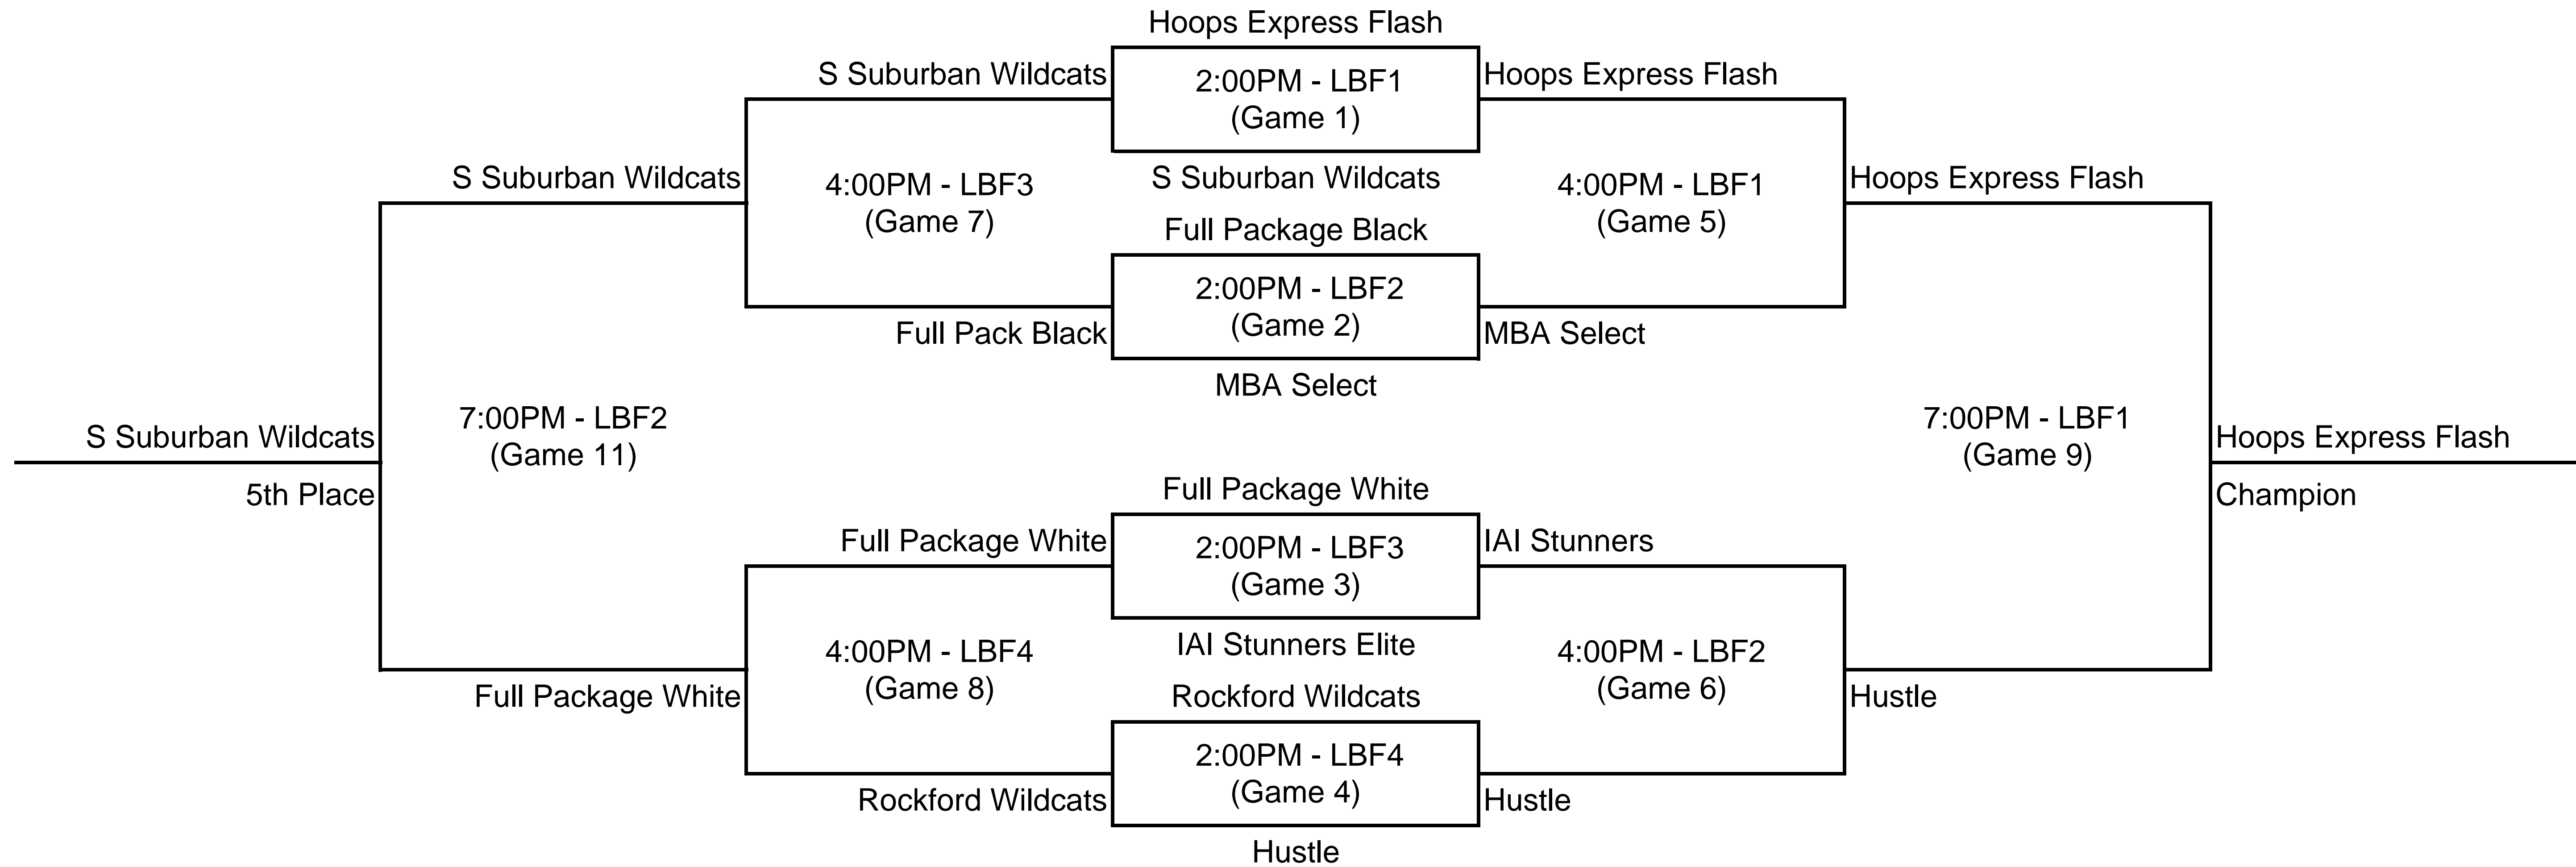 Hoops Express Flash
S Suburban Wildcats
2:00PM - LBF1
(Game 1)
Hoops Express Flash
S Suburban Wildcats
4:00PM - LBF3
(Game 7)
S Suburban Wildcats
4:00PM - LBF1
(Game 5)
Hoops Express Flash
Full Package Black
2:00PM - LBF2
(Game 2)
Full Pack Black
MBA Select
MBA Select
S Suburban Wildcats
5th Place
7:00PM - LBF2
(Game 11)
7:00PM - LBF1
(Game 9)
Hoops Express Flash
Champion
Full Package White
Full Package White
2:00PM - LBF3
(Game 3)
IAI Stunners
IAI Stunners Elite
Full Package White
4:00PM - LBF4
(Game 8)
4:00PM - LBF2
(Game 6)
Hustle
Rockford Wildcats
2:00PM - LBF4
(Game 4)
Rockford Wildcats
Hustle
Hustle